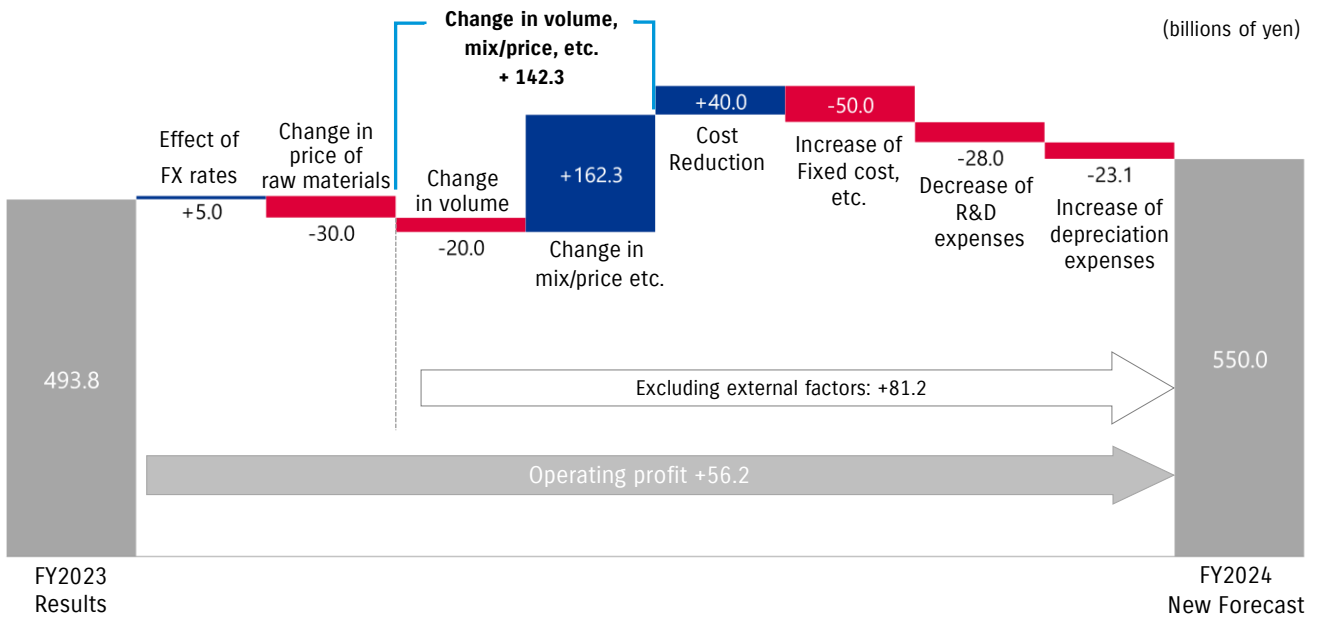 (billions of yen)
Change in volume,
mix/price, etc.
+ 142.3
Effect of
FX rates
+5.0
Change in
price of
raw materials
-30.0
Change
in volume
-20.0
+162.3
Change in
mix/price etc.
+40.0
Cost
Reduction
-50.0
Increase of
Fixed cost,
etc.
-28.0
Decrease of
R&D
expenses
-23.1
Increase of
depreciation
expenses
493.8
550.0
Excluding external factors: +81.2
Operating profit +56.2
FY2023
Results
FY2024
New Forecast